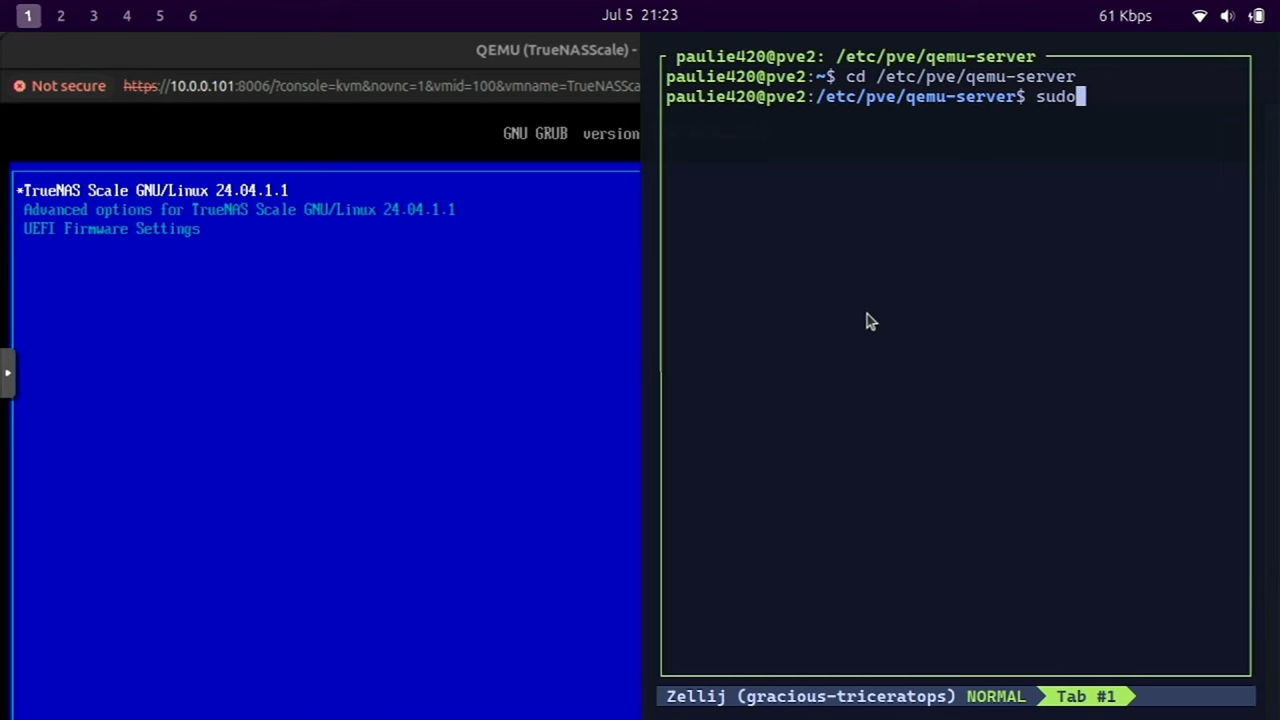 1 2 3 4 5 6
Jul 5 21:23
61 Kbps
QEMU (TrueNASScale) -
Not secure https://10.0.0.101:8006/?console=kvm&novnc=1&vmid=100&vmname=TrueNASSca
GNU GRUB version
*TrueNAS Scale GNU/Linux 24.04.1.1
Advanced options for TrueNAS Scale GNU/Linux 24.04.1.1
UEFI Firmware Settings
paulie420@pve2: /etc/pve/qemu-server
paulie420@pve2:~$ cd /etc/pve/qemu-server
paulie420@pve2:/etc/pve/qemu-server$ sudo
Zellij (gracious-triceratops) NORMAL Tab #1